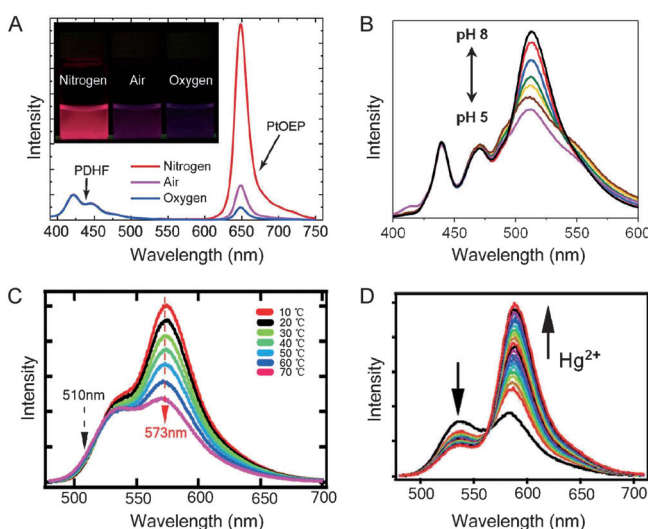 A
Nitrogen Air Oxygen
PtOEP
PDHF
Nitrogen
Air
Oxygen
Intensity
400 450 500 550 600 650 700 750
Wavelength (nm)
B
pH 8
pH 5
Intensity
400 450 500 550 600
Wavelength (nm)
C
10 ℃
20 ℃
30 ℃
40 ℃
50 ℃
60 ℃
70 ℃
510nm
573nm
Intensity
500 550 600 650 700
Wavelength (nm)
D
Hg²⁺
Intensity
500 550 600 650 700
Wavelength (nm)